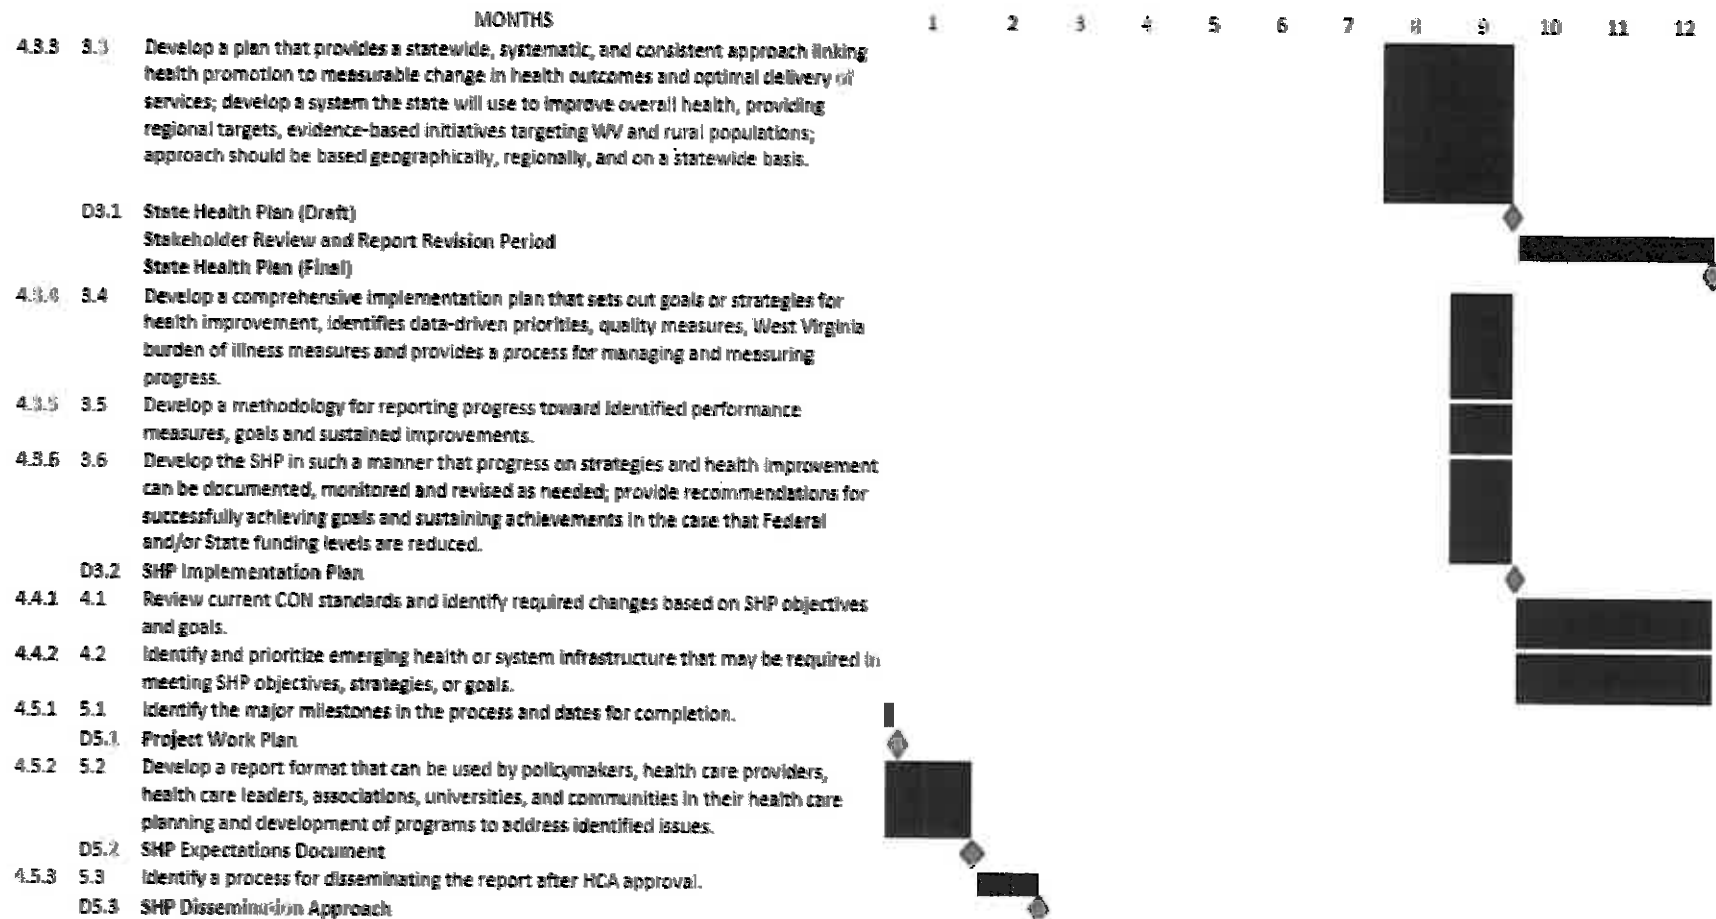 MONTHS 1 2 3 4 5 6 7 8 9 10 11 12
4.3.3 3.3 Develop a plan that provides a statewide, systematic, and consistent approach linking
health promotion to measurable change in health outcomes and optimal delivery of
services; develop a system the state will use to improve overall health, providing
regional targets, evidence-based initiatives targeting WV and rural populations;
approach should be based geographically, regionally, and on a statewide basis.
D3.1 State Health Plan (Draft)
Stakeholder Review and Report Revision Period
State Health Plan (Final)
4.3.4 3.4 Develop a comprehensive implementation plan that sets out goals or strategies for
health improvement, identifies data-driven priorities, quality measures, West Virginia
burden of illness measures and provides a process for managing and measuring
progress.
4.3.5 3.5 Develop a methodology for reporting progress toward identified performance
measures, goals and sustained improvements.
4.3.6 3.6 Develop the SHP in such a manner that progress on strategies and health improvement
can be documented, monitored and revised as needed; provide recommendations for
successfully achieving goals and sustaining achievements in the case that Federal
and/or State funding levels are reduced.
D3.2 SHP Implementation Plan
4.4.1 4.1 Review current CON standards and identify required changes based on SHP objectives
and goals.
4.4.2 4.2 Identify and prioritize emerging health or system infrastructure that may be required in
meeting SHP objectives, strategies, or goals.
4.5.1 5.1 Identify the major milestones in the process and dates for completion.
D5.1 Project Work Plan
4.5.2 5.2 Develop a report format that can be used by policymakers, health care providers,
health care leaders, associations, universities, and communities in their health care
planning and development of programs to address identified issues.
D5.2 SHP Expectations Document
4.5.3 5.3 Identify a process for disseminating the report after HCA approval.
D5.3 SHP Dissemination Approach